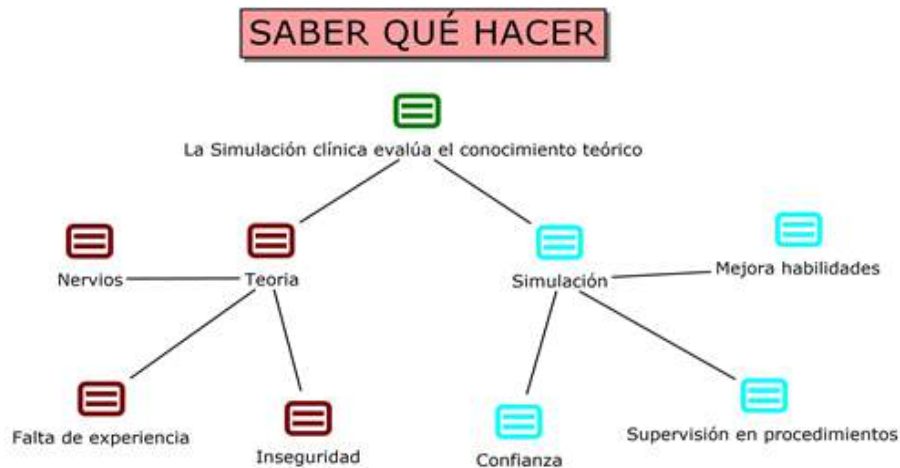 SABER QUÉ HACER
La Simulación clínica evalúa el conocimiento teórico
Nervios
Teoria
Simulación
Mejora habilidades
Falta de experiencia
Inseguridad
Confianza
Supervisión en procedimientos